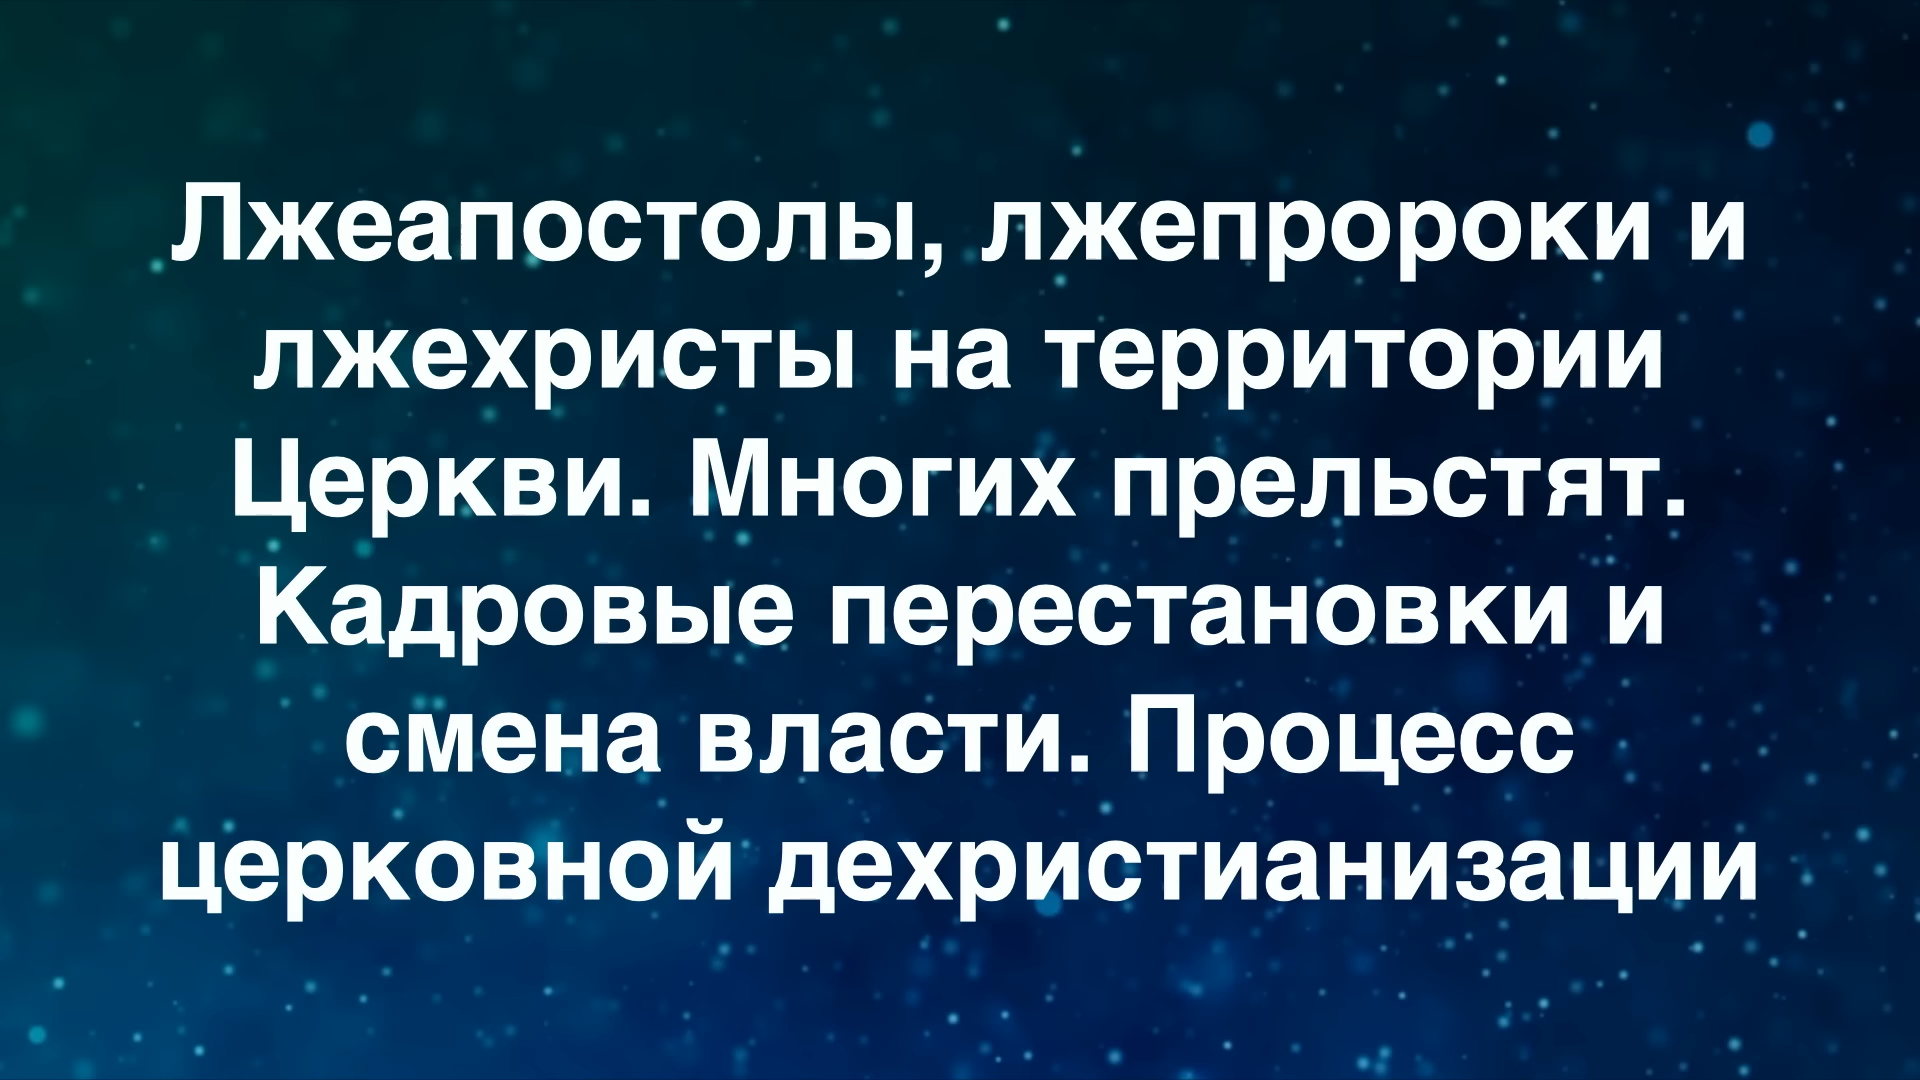 Лжеапостолы, лжепророки и
лжехристы на территории
Церкви. Многих прельстят.
Кадровые перестановки и
смена власти. Процесс
церковной дехристианизации